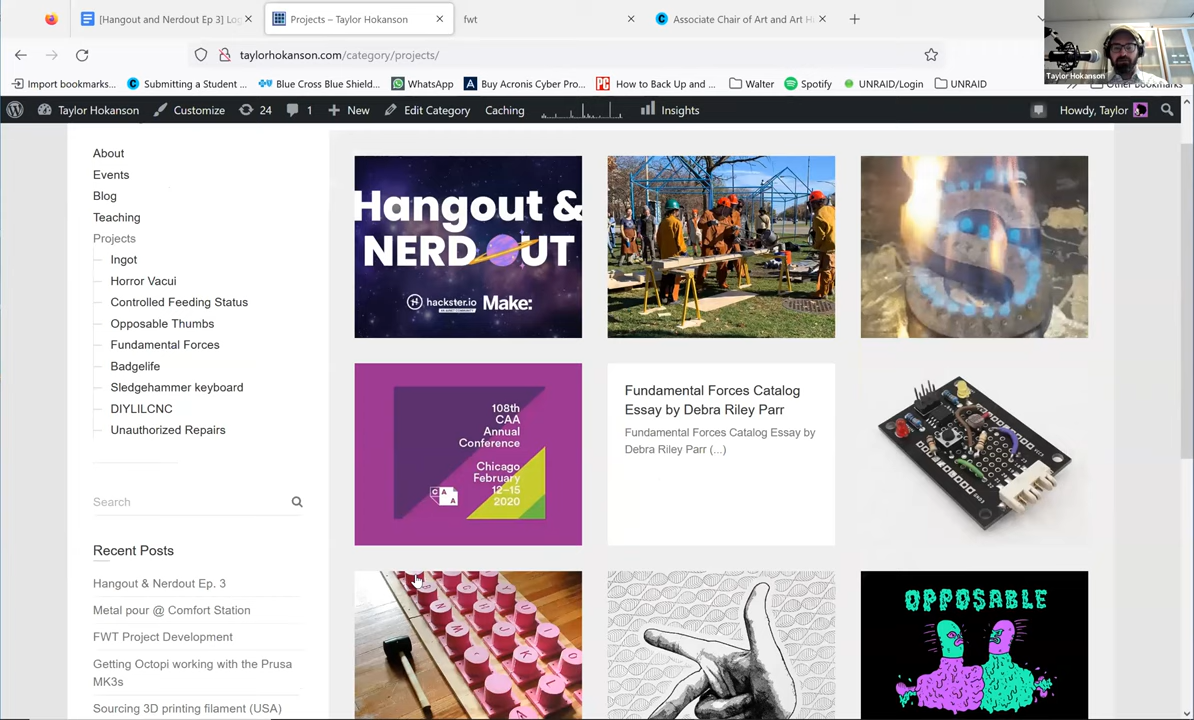 [Hangout and Nerdout Ep 3] Lo
Projects – Taylor Hokanson
fwt
Associate Chair of Art and Art Hi
taylorhokanson.com/category/projects/
Taylor Hokanson
Import bookmarks...
Submitting a Student ...
Blue Cross Blue Shield...
WhatsApp
Buy Acronis Cyber Pro...
How to Back Up and ...
Walter
Spotify
UNRAID/Login
UNRAID
Other Bookmarks
Taylor Hokanson
Customize
24
1
New
Edit Category
Caching
Insights
Howdy, Taylor
About
Events
Blog
Teaching
Projects
Ingot
Horror Vacui
Controlled Feeding Status
Opposable Thumbs
Fundamental Forces
Badgelife
Sledgehammer keyboard
DIYLILCNC
Unauthorized Repairs
Search
Recent Posts
Hangout & Nerdout Ep. 3
Metal pour @ Comfort Station
FWT Project Development
Getting Octopi working with the Prusa
MK3s
Sourcing 3D printing filament (USA)
Hangout &
NERDOUT
hackster.io
Make:
108th
CAA
Annual
Conference
Chicago
February
12–15
2020
CAA
Fundamental Forces Catalog
Essay by Debra Riley Parr
Fundamental Forces Catalog Essay by
Debra Riley Parr (...)
OPPOSABLE